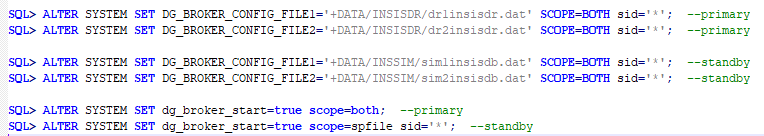 SQL> ALTER SYSTEM SET DG_BROKER_CONFIG_FILE1='+DATA/INSISDR/dr1insisdr.dat' SCOPE=BOTH sid='*';  --primary
SQL> ALTER SYSTEM SET DG_BROKER_CONFIG_FILE2='+DATA/INSISDR/dr2insisdr.dat' SCOPE=BOTH sid='*';  --primary
SQL> ALTER SYSTEM SET DG_BROKER_CONFIG_FILE1='+DATA/INSSIM/sim1insisdb.dat' SCOPE=BOTH sid='*';  --standby
SQL> ALTER SYSTEM SET DG_BROKER_CONFIG_FILE2='+DATA/INSSIM/sim2insisdb.dat' SCOPE=BOTH sid='*';  --standby
SQL> ALTER SYSTEM SET dg_broker_start=true scope=both;  --primary
SQL> ALTER SYSTEM SET dg_broker_start=true scope=spfile sid='*';  --standby